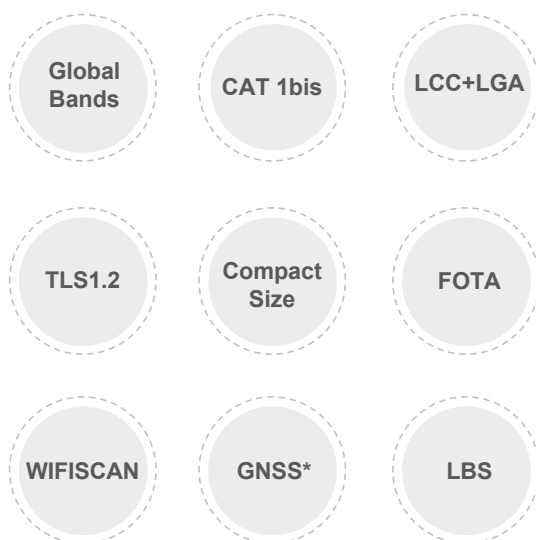 Global
Bands
CAT 1bis
LCC+LGA
TLS1.2
Compact
Size
FOTA
WIFISCAN
GNSS*
LBS